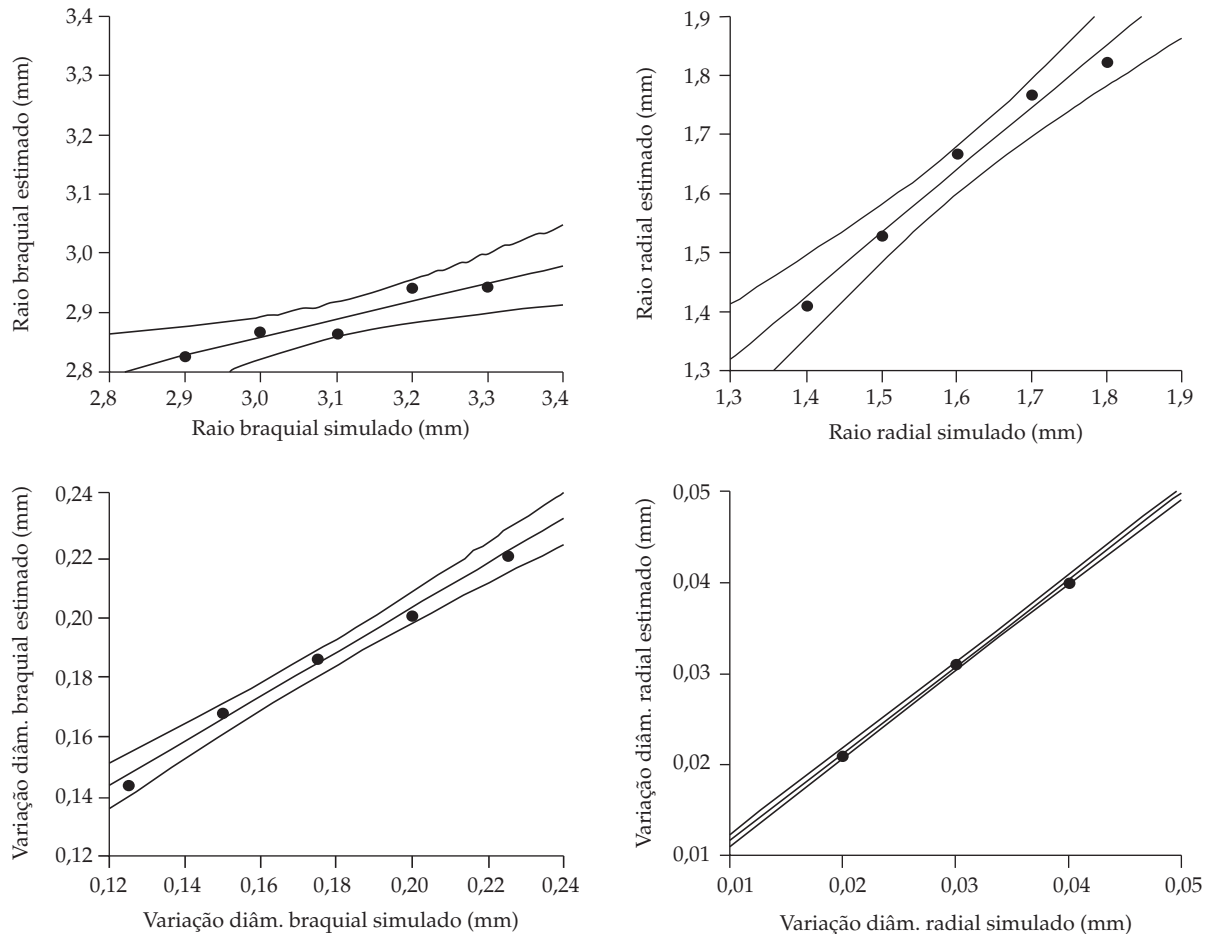 Raio braquial estimado (mm)
3,4
3,3
3,2
3,1
3,0
2,9
2,8
2,8 2,9 3,0 3,1 3,2 3,3 3,4
Raio braquial simulado (mm)
Raio radial estimado (mm)
1,9
1,8
1,7
1,6
1,5
1,4
1,3
1,3 1,4 1,5 1,6 1,7 1,8 1,9
Raio radial simulado (mm)
Variação diâm. braquial estimado (mm)
0,24
0,22
0,20
0,18
0,16
0,14
0,12
0,12 0,14 0,16 0,18 0,20 0,22 0,24
Variação diâm. braquial simulado (mm)
Variação diâm. radial estimado (mm)
0,05
0,04
0,03
0,02
0,01
0,01 0,02 0,03 0,04 0,05
Variação diâm. radial simulado (mm)